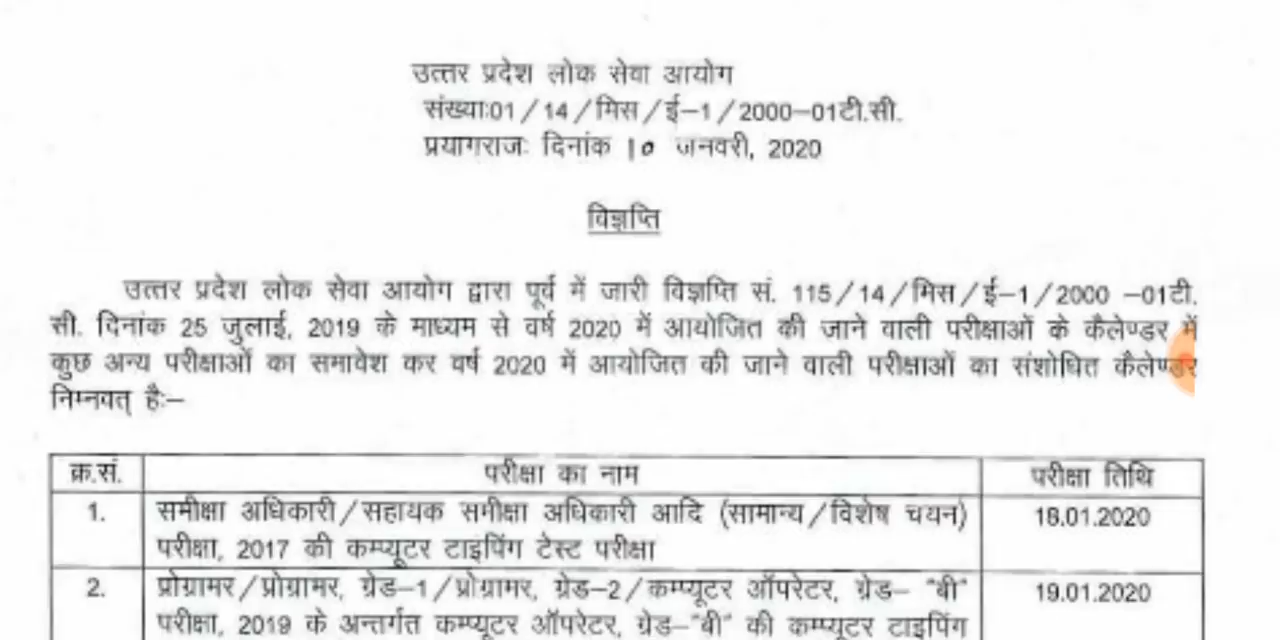 उत्तर प्रदेश लोक सेवा आयोग
संख्याः01/14/मिस/ई-1/2000-01टी.सी.
प्रयागराजः दिनांक 10 जनवरी, 2020
विज्ञप्ति
उत्तर प्रदेश लोक सेवा आयोग द्वारा पूर्व में जारी विज्ञप्ति सं. 115/14/मिस/ई-1/2000 -01टी.
सी. दिनांक 25 जुलाई, 2019 के माध्यम से वर्ष 2020 में आयोजित की जाने वाली परीक्षाओं के कैलेण्डर में
कुछ अन्य परीक्षाओं का समावेश कर वर्ष 2020 में आयोजित की जाने वाली परीक्षाओं का संशोधित कैलेण्डर
निम्नवत् हैः-
क्र.सं. परीक्षा का नाम परीक्षा तिथि
1. समीक्षा अधिकारी/सहायक समीक्षा अधिकारी आदि (सामान्य/विशेष चयन) 18.01.2020
परीक्षा, 2017 की कम्प्यूटर टाइपिंग टेस्ट परीक्षा
2. प्रोग्रामर/प्रोग्रामर, ग्रेड-1/प्रोग्रामर, ग्रेड-2/कम्प्यूटर ऑपरेटर, ग्रेड- "बी" 19.01.2020
परीक्षा, 2019 के अन्तर्गत कम्प्यूटर ऑपरेटर, ग्रेड-"बी" की कम्प्यूटर टाइपिंग